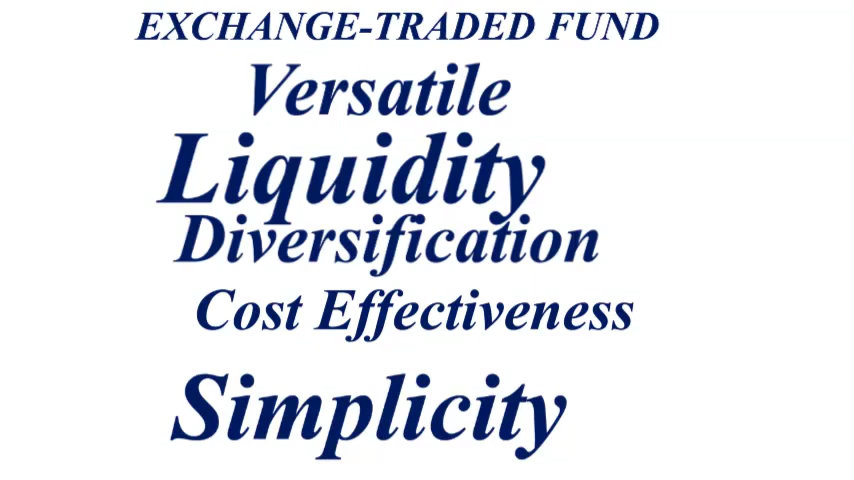 EXCHANGE-TRADED FUND
Versatile
Liquidity
Diversification
Cost Effectiveness
Simplicity